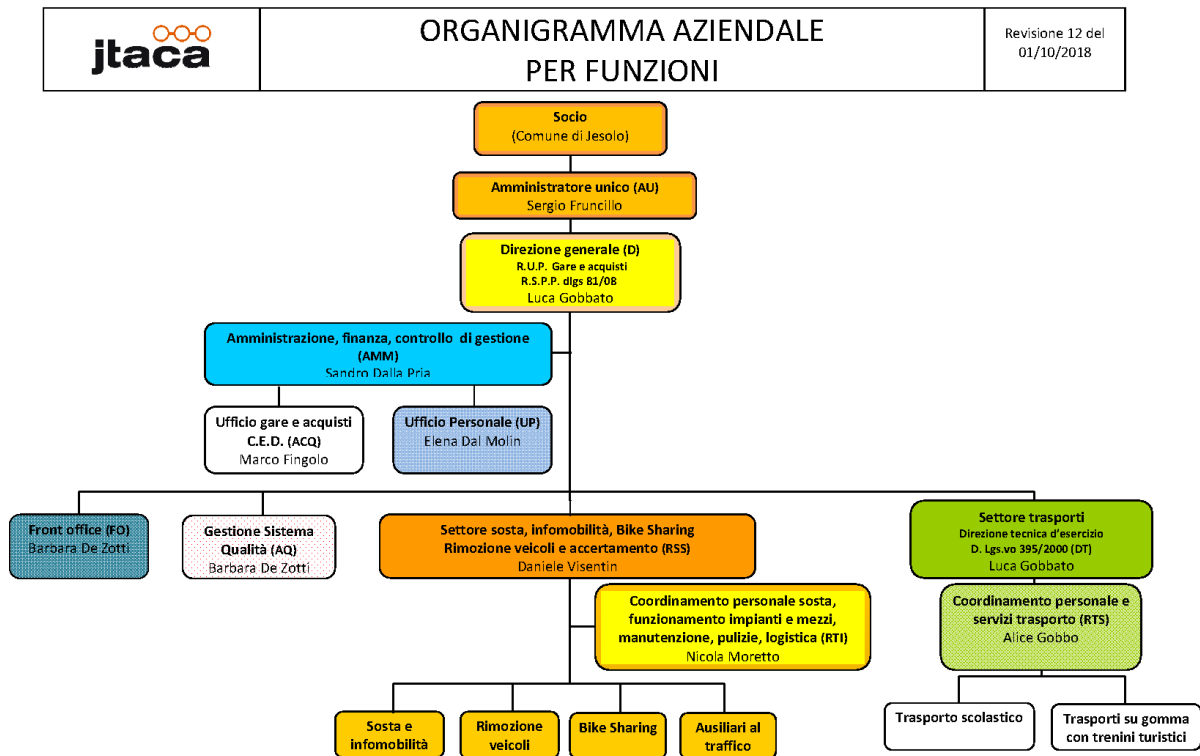 jtaca
ORGANIGRAMMA AZIENDALE
PER FUNZIONI
Revisione 12 del
01/10/2018
Socio
(Comune di Jesolo)
Amministratore unico (AU)
Sergio Fruncillo
Direzione generale (D)
R.U.P. Gare e acquisti
R.S.P.P. dlgs 81/08
Luca Gobbato
Amministrazione, finanza, controllo di gestione
(AMM)
Sandro Dalla Pria
Ufficio gare e acquisti
C.E.D. (ACQ)
Marco Fingolo
Ufficio Personale (UP)
Elena Dal Molin
Front office (FO)
Barbara De Zotti
Gestione Sistema
Qualità (AQ)
Barbara De Zotti
Settore sosta, infomobilità, Bike Sharing
Rimozione veicoli e accertamento (RSS)
Daniele Visentin
Settore trasporti
Direzione tecnica d'esercizio
D. Lgs.vo 395/2000 (DT)
Luca Gobbato
Coordinamento personale sosta,
funzionamento impianti e mezzi,
manutenzione, pulizie, logistica (RTI)
Nicola Moretto
Coordinamento personale e
servizi trasporto (RTS)
Alice Gobbo
Sosta e
infomobilità
Rimozione
veicoli
Bike Sharing
Ausiliari al
traffico
Trasporto scolastico
Trasporti su gomma
con trenini turistici